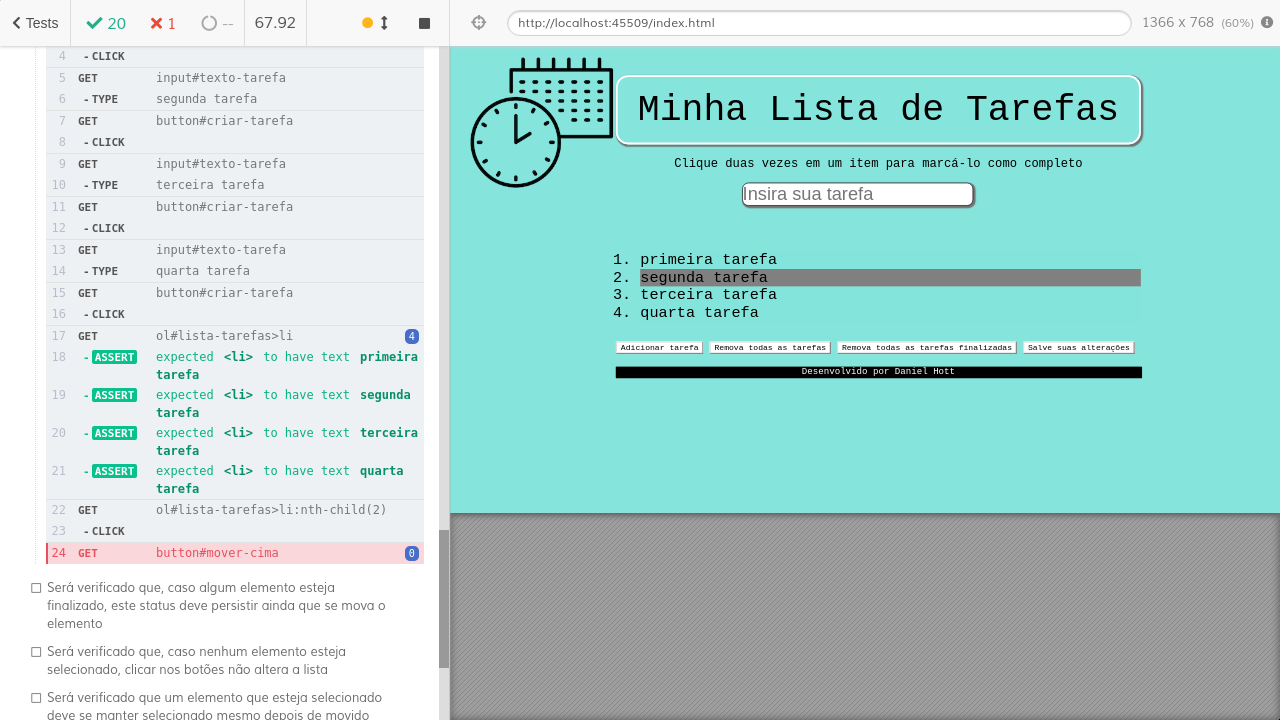 Tests
20
1
--
67.92
http://localhost:45509/index.html
1366 x 768 (60%)
4 - CLICK
5 GET input#texto-tarefa
6 - TYPE segunda tarefa
7 GET button#criar-tarefa
8 - CLICK
9 GET input#texto-tarefa
10 - TYPE terceira tarefa
11 GET button#criar-tarefa
12 - CLICK
13 GET input#texto-tarefa
14 - TYPE quarta tarefa
15 GET button#criar-tarefa
16 - CLICK
17 GET ol#lista-tarefas>li 4
18 - ASSERT expected <li> to have text primeira
tarefa
19 - ASSERT expected <li> to have text segunda
tarefa
20 - ASSERT expected <li> to have text terceira
tarefa
21 - ASSERT expected <li> to have text quarta
tarefa
22 GET ol#lista-tarefas>li:nth-child(2)
23 - CLICK
24 GET button#mover-cima 0
Será verificado que, caso algum elemento esteja
finalizado, este status deve persistir ainda que se mova o
elemento
Será verificado que, caso nenhum elemento esteja
selecionado, clicar nos botões não altera a lista
Será verificado que um elemento que esteja selecionado
deve se manter selecionado mesmo depois de movido
Minha Lista de Tarefas
Clique duas vezes em um item para marcá-lo como completo
Insira sua tarefa
1. primeira tarefa
2. segunda tarefa
3. terceira tarefa
4. quarta tarefa
Adicionar tarefa Remova todas as tarefas Remova todas as tarefas finalizadas Salve suas alterações
Desenvolvido por Daniel Hott